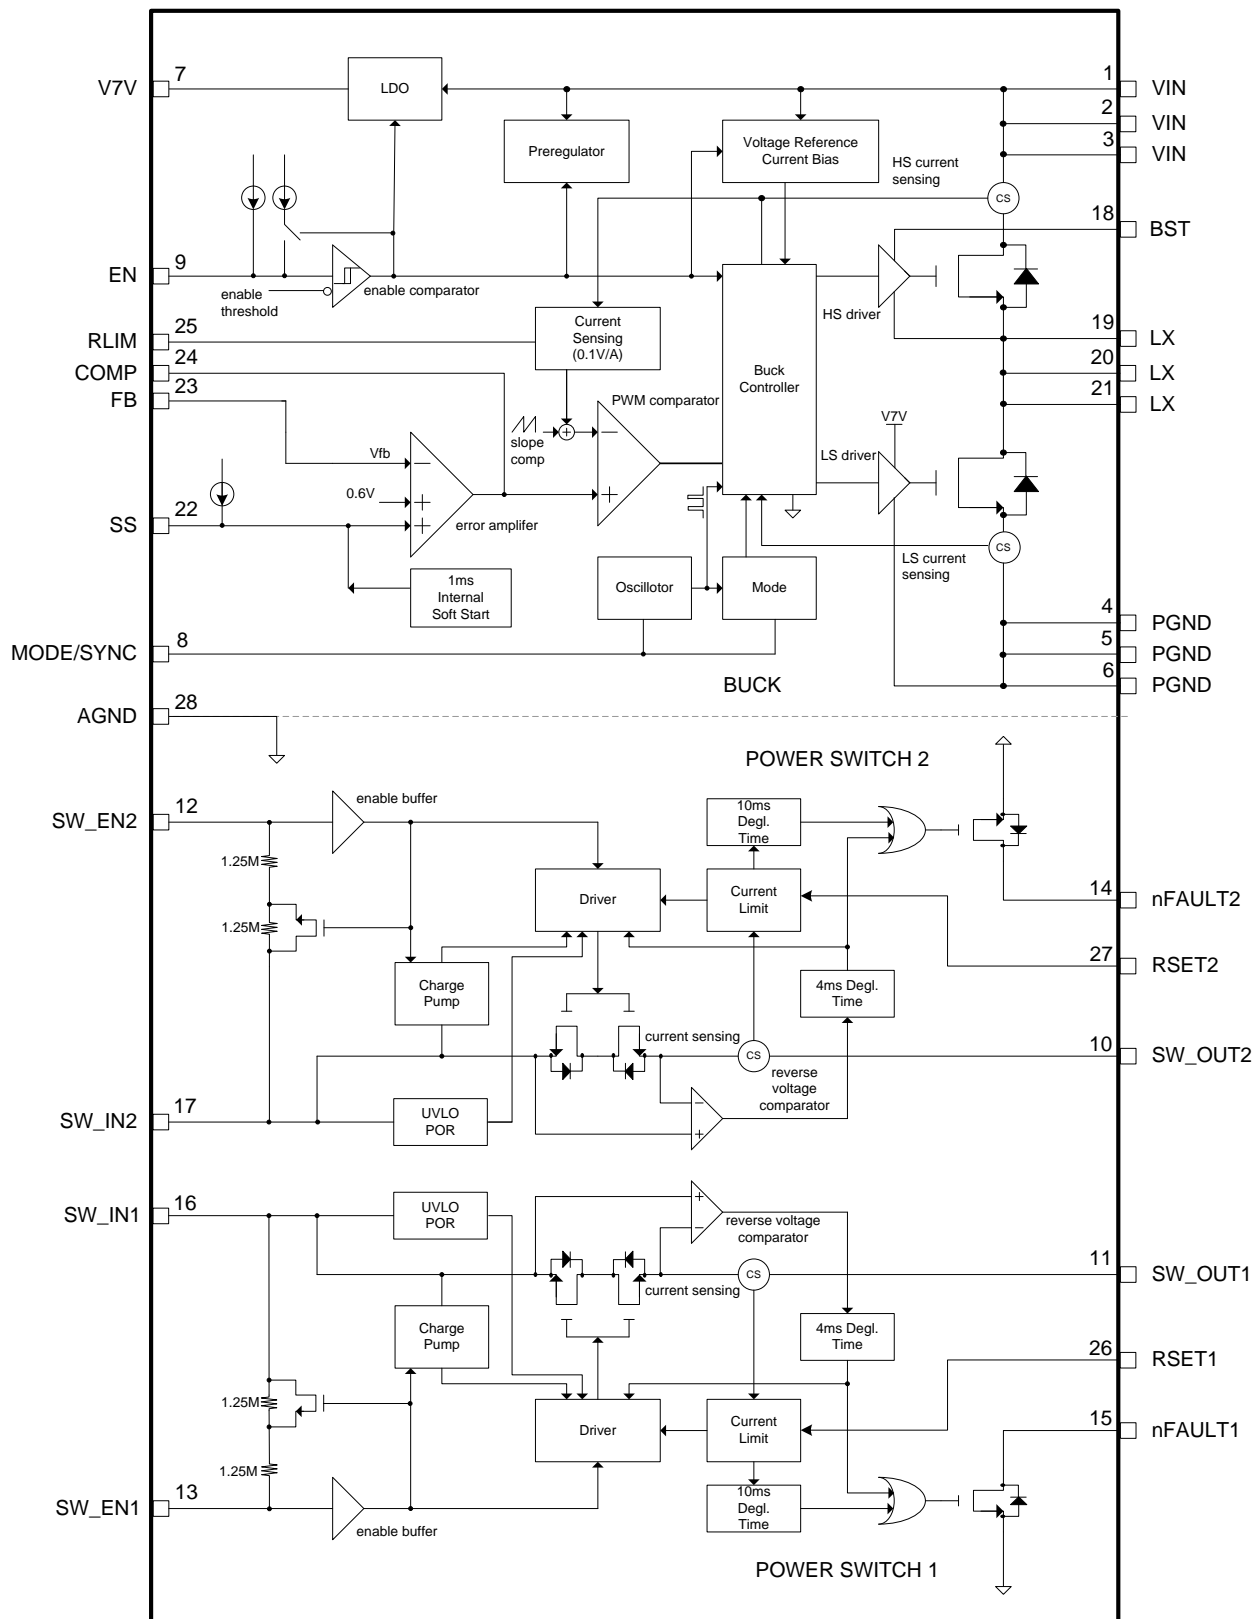 7
V7V
LDO
1
VIN
2
VIN
3
VIN
Preregulator
Voltage Reference
Current Bias
HS current
sensing
CS
18
BST
9
EN
enable
threshold
enable comparator
HS driver
25
RLIM
Current
Sensing
(0.1V/A)
24
COMP
23
FB
19
LX
20
LX
21
LX
Buck
Controller
PWM comparator
slope
comp
V7V
LS driver
Vfb
0.6V
22
SS
error amplifer
CS
LS current
sensing
1ms
Internal
Soft Start
Oscillotor
Mode
4
PGND
5
PGND
6
PGND
8
MODE/SYNC
BUCK
28
AGND
POWER SWITCH 2
12
SW_EN2
enable buffer
10ms
Degl.
Time
1.25M
1.25M
Driver
Current
Limit
14
nFAULT2
27
RSET2
Charge
Pump
4ms Degl.
Time
current sensing
CS
10
SW_OUT2
reverse
voltage
comparator
17
SW_IN2
UVLO
POR
16
SW_IN1
UVLO
POR
reverse voltage
comparator
11
SW_OUT1
current sensing
CS
Charge
Pump
4ms Degl.
Time
26
RSET1
1.25M
1.25M
Driver
Current
Limit
15
nFAULT1
13
SW_EN1
enable buffer
10ms
Degl.
Time
POWER SWITCH 1